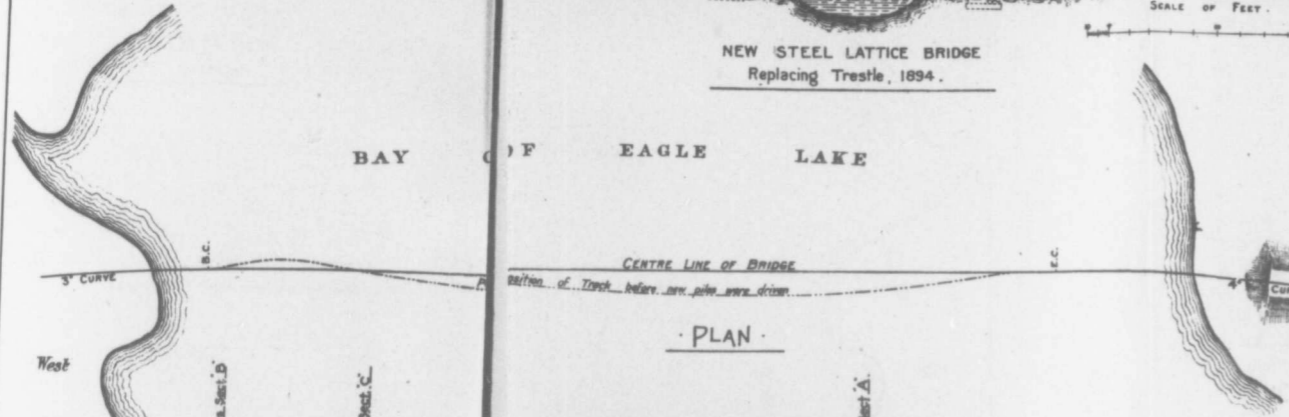 SCALE OF FEET.
NEW STEEL LATTICE BRIDGE
Replacing Trestle, 1894.
BAY OF EAGLE LAKE
B.C.
E.C.
CENTRE LINE OF BRIDGE
3° CURVE
Position of Track before new piles were driven
4°
PLAN
West
Sect. D
Sect. C
Sect. A